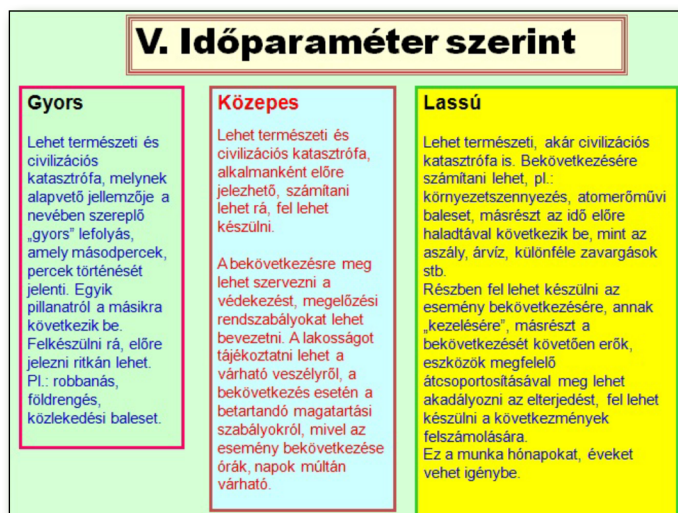 V. Időparaméter szerint
Gyors
Lehet természeti és
civilizációs
katasztrófa, melynek
alapvető jellemzője a
nevében szereplő
„gyors” lefolyás,
amely másodpercek,
percek történését
jelenti. Egyik
pillanatról a másikra
következik be.
Felkészülni rá, előre
jelezni ritkán lehet.
Pl.: robbanás,
földrengés,
közlekedési baleset.
Közepes
Lehet természeti és
civilizációs katasztrófa,
alkalmanként előre
jelezhető, számítani
lehet rá, fel lehet
készülni.
A bekövetkezésre meg
lehet szervezni a
védekezést, megelőzési
rendszabályokat lehet
bevezetni. A lakosságot
tájékoztatni lehet a
várható veszélyről, a
bekövetkezés esetén a
betartandó magatartási
szabályokról, mivel az
esemény bekövetkezése
órák, napok múltán
várható.
Lassú
Lehet természeti, akár civilizációs
katasztrófa is. Bekövetkezésére
számítani lehet, pl.:
környezetszennyezés, atomerőművi
baleset, másrészt az idő előre
haladtával következik be, mint az
aszály, árvíz, különféle zavargások
stb.
Részben fel lehet készülni az
esemény bekövetkezésére, annak
„kezelésére”, másrészt a
bekövetkezését követően erők,
eszközök megfelelő
átcsoportosításával meg lehet
akadályozni az elterjedést, fel lehet
készülni a következmények
felszámolására.
Ez a munka hónapokat, éveket
vehet igénybe.